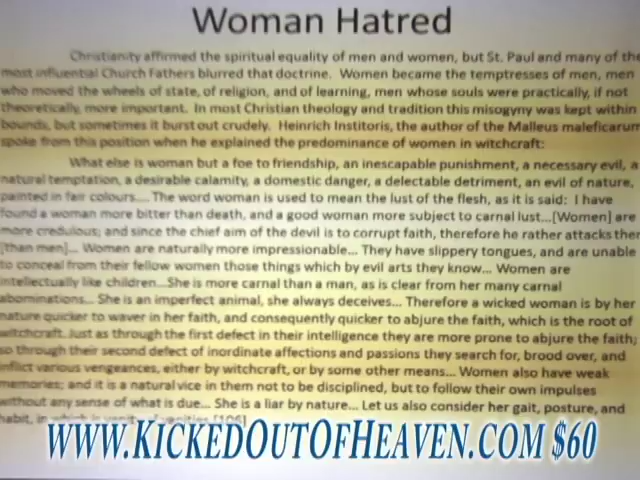 Woman Hatred
Christianity affirmed the spiritual equality of men and women, but St. Paul and many of the
most influential Church Fathers blurred that doctrine. Women became the temptresses of men, men
who moved the wheels of state, of religion, and of learning, men whose souls were practically, if not
theoretically, more important. In most Christian theology and tradition this misogyny was kept within
bounds, but sometimes it burst out crudely. Heinrich Institoris, the author of the Malleus maleficarum
spoke from this position when he explained the predominance of women in witchcraft:
What else is woman but a foe to friendship, an inescapable punishment, a necessary evil, a
natural temptation, a desirable calamity, a domestic danger, a delectable detriment, an evil of nature,
painted in fair colours.... The word woman is used to mean the lust of the flesh, as it is said: I have
found a woman more bitter than death, and a good woman more subject to carnal lust...[Women] are
more credulous; and since the chief aim of the devil is to corrupt faith, therefore he rather attacks
[than men]... Women are naturally more impressionable... They have slippery tongues, and are unable
to conceal from their fellow women those things which by evil arts they know... Women are
intellectually like children...She is more carnal than a man, as is clear from her many carnal
abominations... She is an imperfect animal, she always deceives... Therefore a wicked woman is by her
nature quicker to waver in her faith, and consequently quicker to abjure the faith, which is the root of
witchcraft. Just as through the first defect in their intelligence they are more prone to abjure the faith;
so through their second defect of inordinate affections and passions they search for, brood over, and
inflict various vengeances, either by witchcraft, or by some other means... Women also have weak
memories; and it is a natural vice in them not to be disciplined, but to follow their own impulses
without any sense of what is due... She is a liar by nature... Let us also consider her gait, posture, and
habit, in which is vanity of vanities.[106]
WWW.KICKEDOUTOFHEAVEN.COM $60